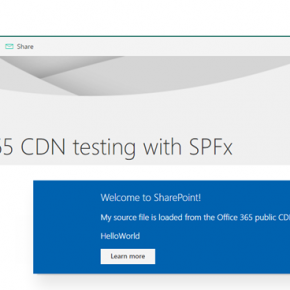 Share
65 CDN testing with SPFx
Welcome to SharePoint!
My source file is loaded from the Office 365 public CD
HelloWorld
Learn more